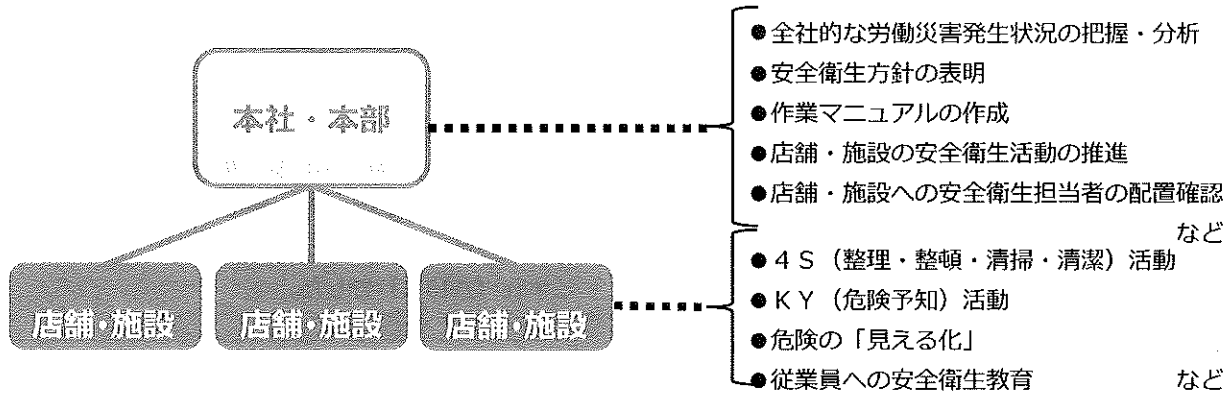 本社・本部
店舗・施設
店舗・施設
店舗・施設
●全社的な労働災害発生状況の把握・分析
●安全衛生方針の表明
●作業マニュアルの作成
●店舗・施設の安全衛生活動の推進
●店舗・施設への安全衛生担当者の配置確認
など
●４Ｓ（整理・整頓・清掃・清潔）活動
●ＫＹ（危険予知）活動
●危険の「見える化」
●従業員への安全衛生教育 など